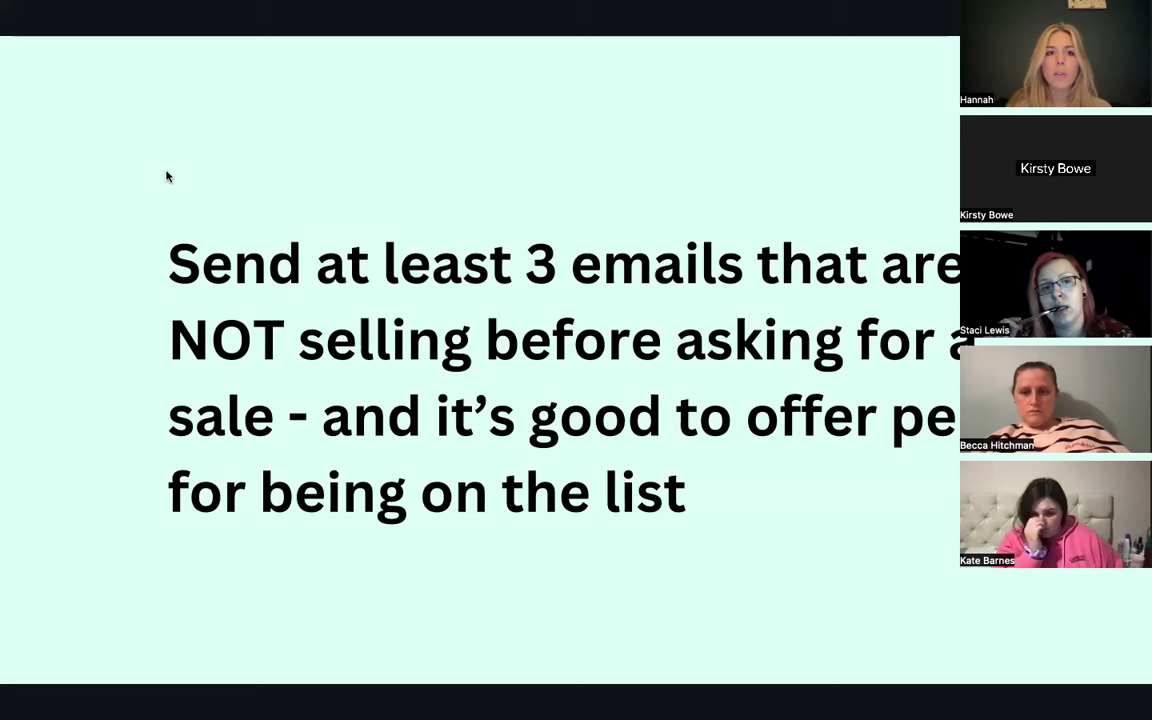 Send at least 3 emails that are
NOT selling before asking for a
sale - and it's good to offer pe
for being on the list
Hannah
Kirsty Bowe
Kirsty Bowe
Staci Lewis
Becca Hitchman
Kate Barnes